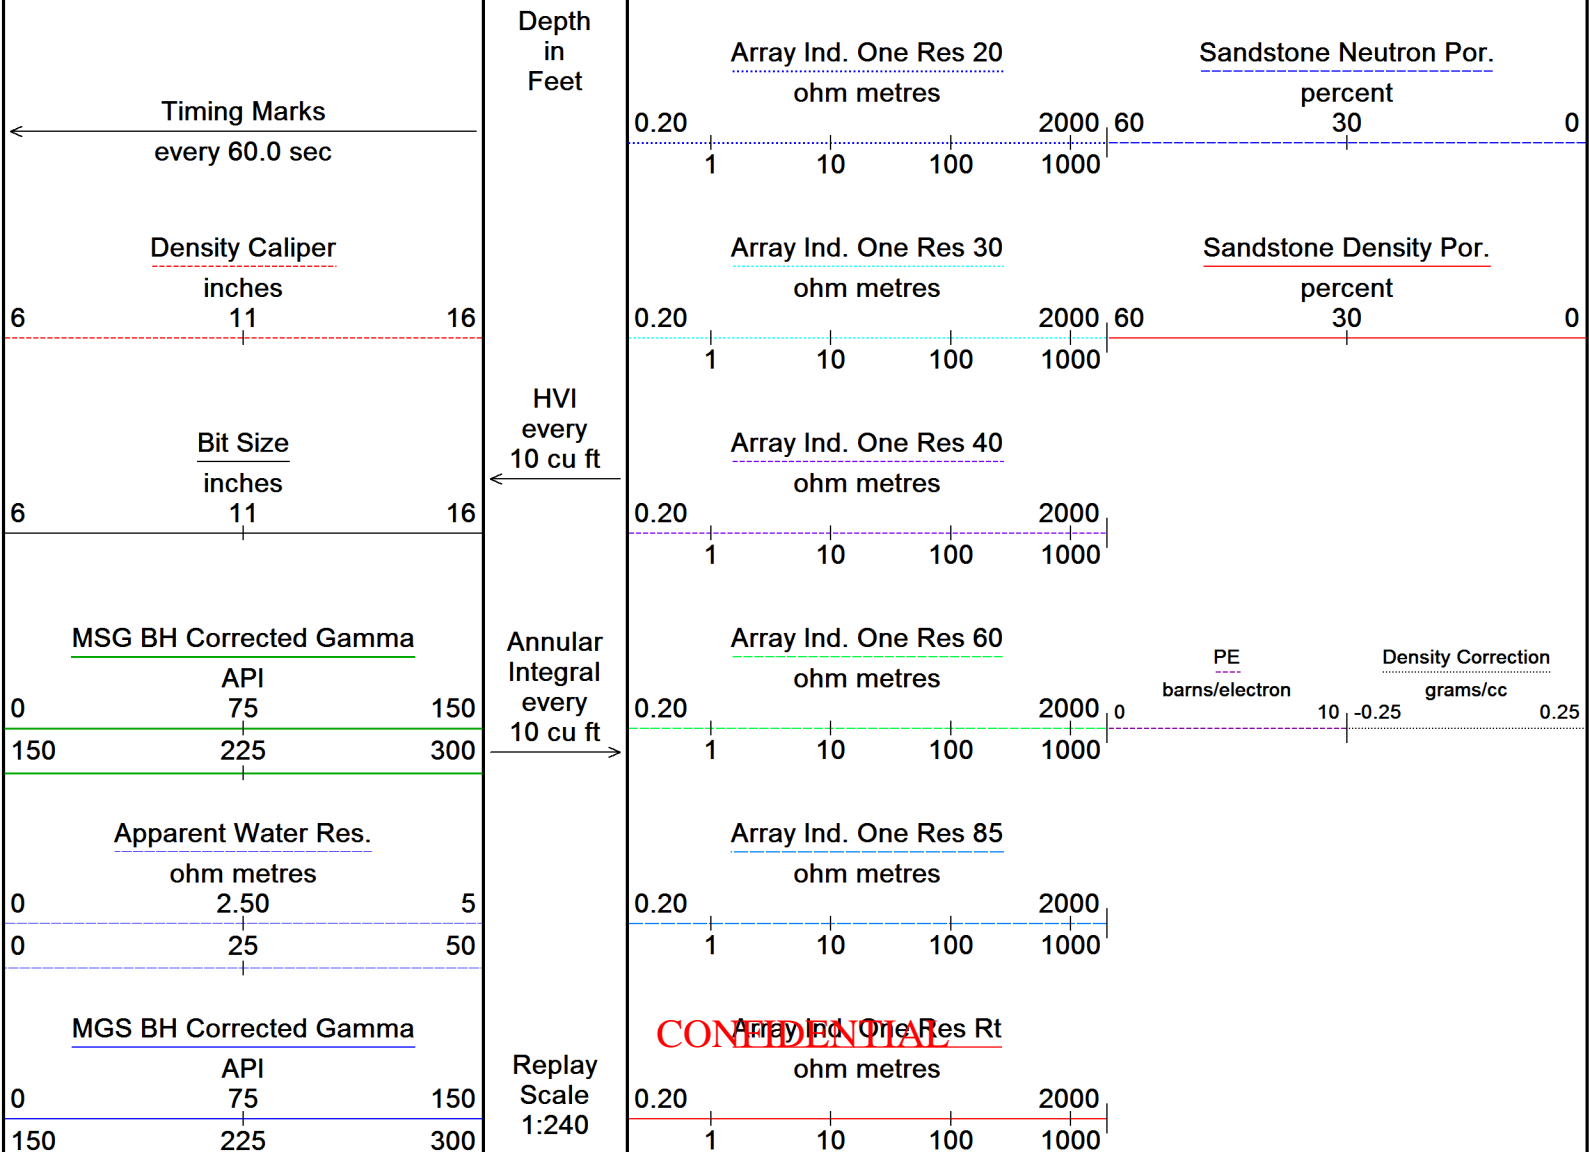 Timing Marks
every 60.0 sec
Density Caliper
inches
6 11 16
Bit Size
inches
6 11 16
MSG BH Corrected Gamma
API
0 75 150
150 225 300
Apparent Water Res.
ohm metres
0 2.50 5
0 25 50
MGS BH Corrected Gamma
API
0 75 150
150 225 300
Depth
in
Feet
HVI
every
10 cu ft
Annular
Integral
every
10 cu ft
Replay
Scale
1:240
Array Ind. One Res 20
ohm metres
0.20 2000
1 10 100 1000
Array Ind. One Res 30
ohm metres
0.20 2000
1 10 100 1000
Array Ind. One Res 40
ohm metres
0.20 2000
1 10 100 1000
Array Ind. One Res 60
ohm metres
0.20 2000
1 10 100 1000
Array Ind. One Res 85
ohm metres
0.20 2000
1 10 100 1000
CONFIDENTIAL
Array Ind. One Res Rt
ohm metres
0.20 2000
1 10 100 1000
Sandstone Neutron Por.
percent
60 30 0
Sandstone Density Por.
percent
60 30 0
PE
barns/electron
0 10
Density Correction
grams/cc
-0.25 0.25